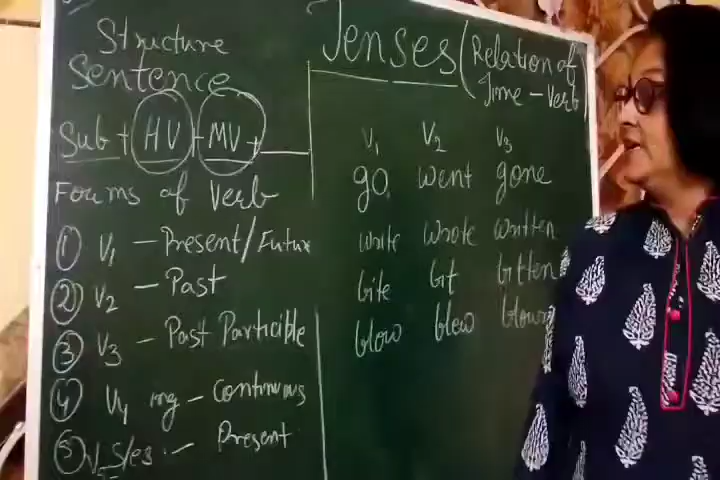 Structure
Sentence
Sub + HV + MV + ___
Forms of Verb
① V₁ – Present/Future
② V₂ – Past
③ V₃ – Past Participle
④ V₁ ing – Continuous
⑤ V₁ s/es – Present
Tenses (Relation of
Time – Verb)
V₁ V₂ V₃
go went gone
write wrote written
bite bit bitten
blow blew blown